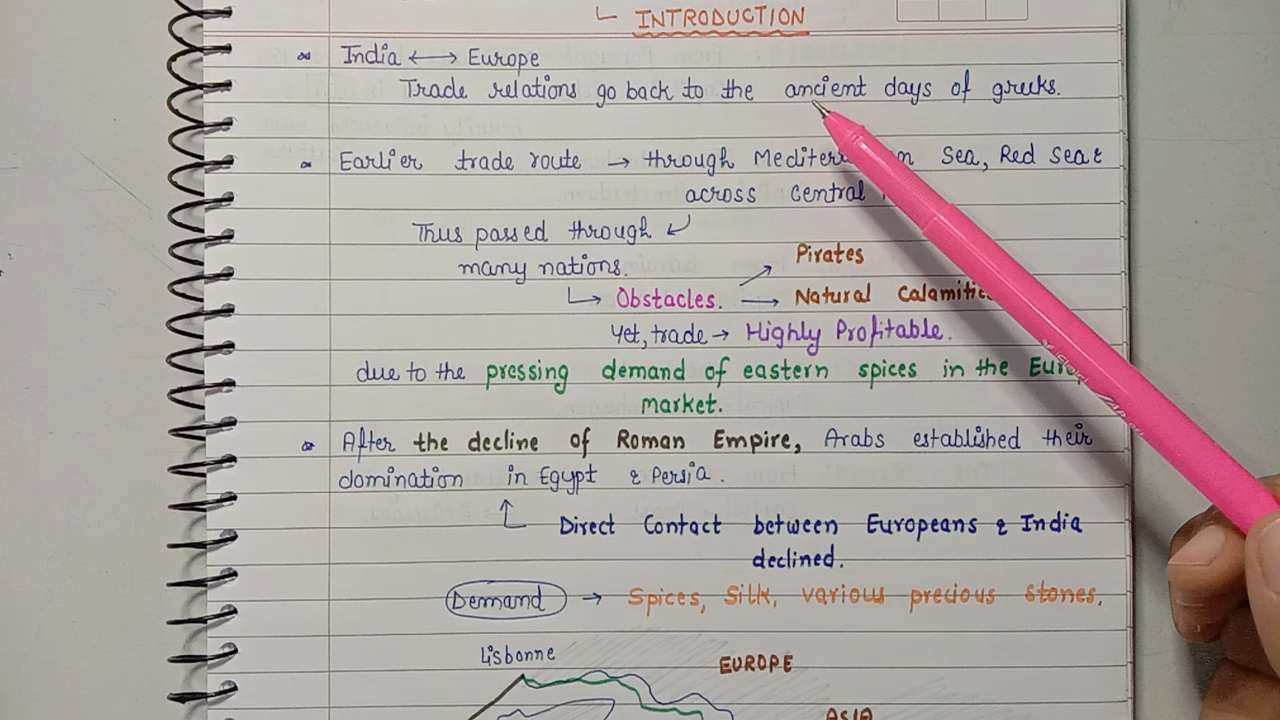 INTRODUCTION
India ←→ Europe
Trade relations go back to the ancient days of greeks.
Earlier trade route → through Sea, Red Sea &
across Central
Thus passed through
many nations.
Pirates
→ Obstacles. → Natural
Yet, trade → Highly Profitable.
due to the pressing demand of eastern spices in the
market.
After the decline of Roman Empire, Arabs established their
domination in Egypt & Persia.
Direct Contact between Europeans & India
declined.
Demand → Spices, Silk, various precious stones.
Lisbonne
EUROPE
ASIA